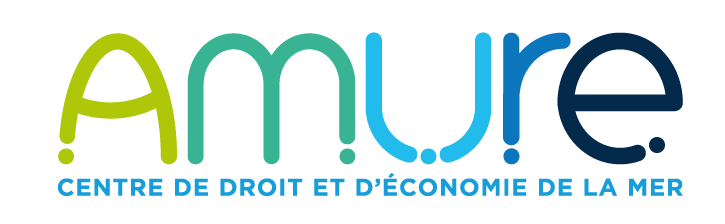 AMURE
CENTRE DE DROIT ET D'ÉCONOMIE DE LA MER